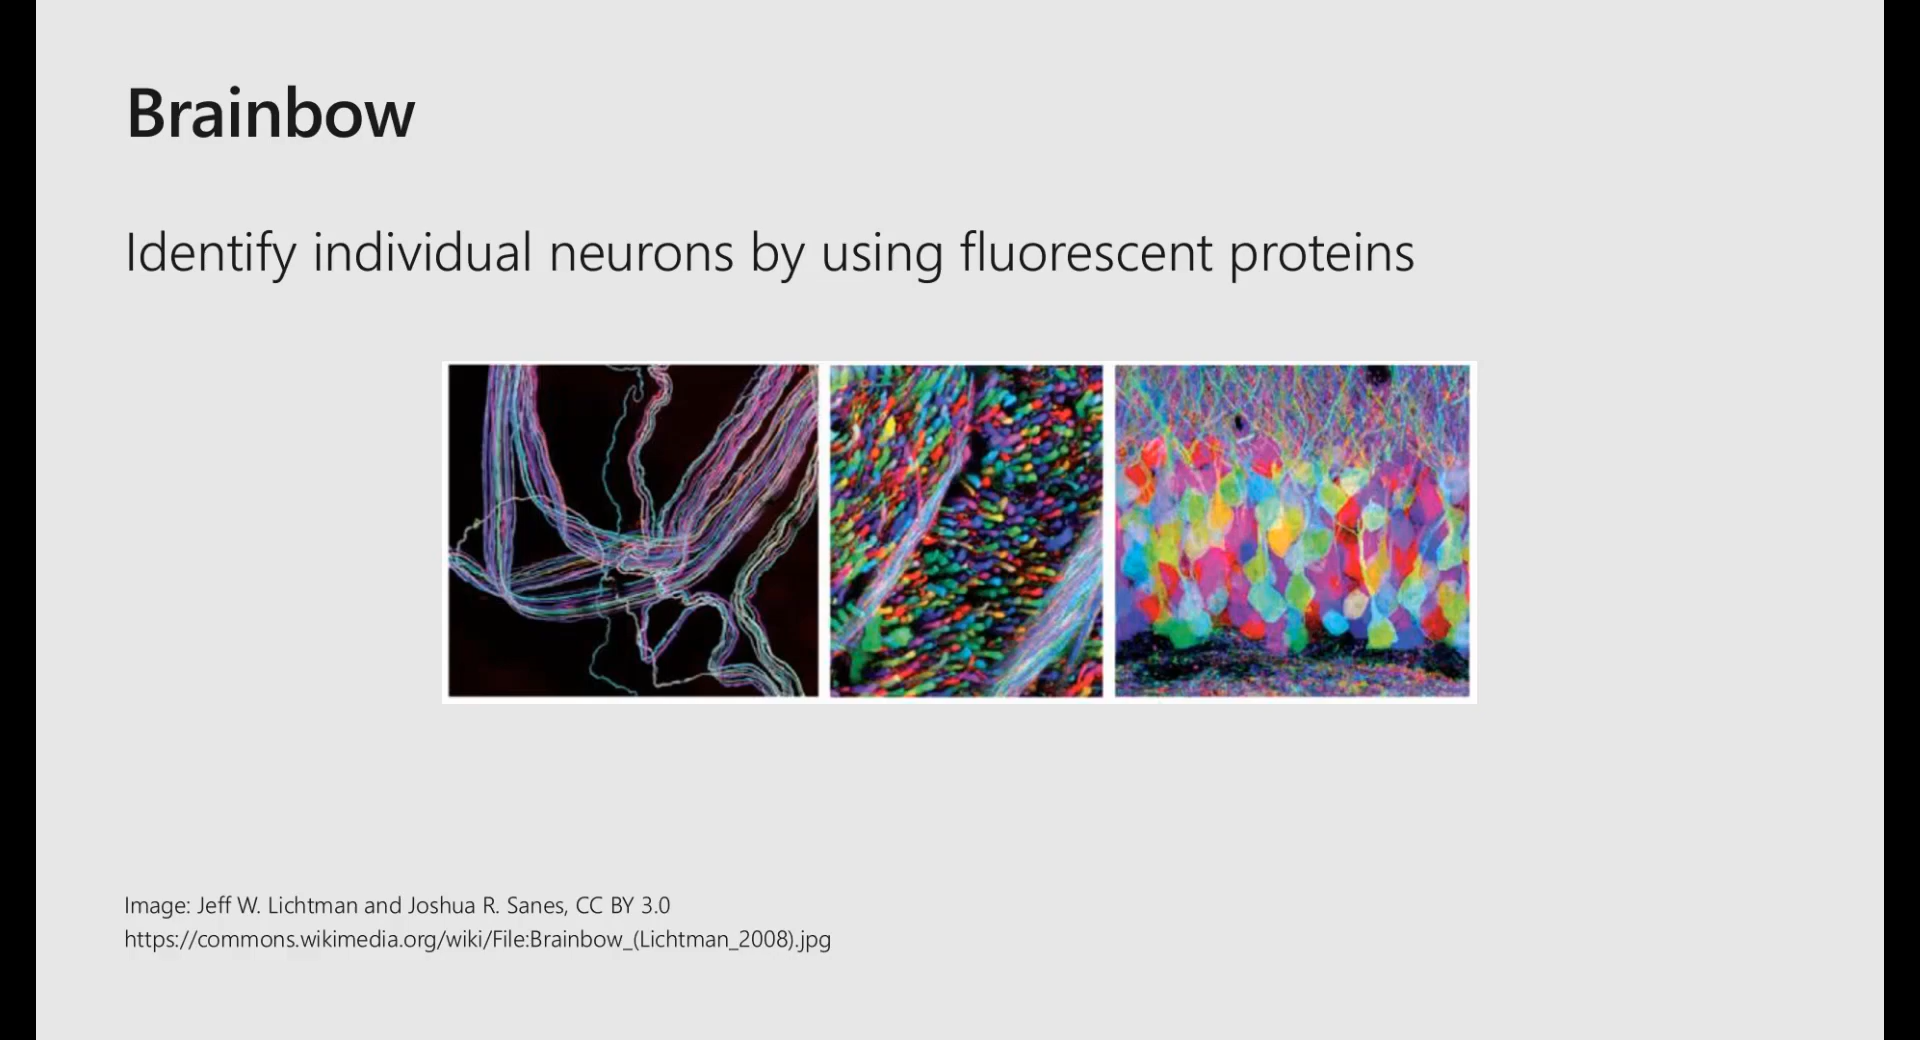 Brainbow
Identify individual neurons by using fluorescent proteins
Image: Jeff W. Lichtman and Joshua R. Sanes, CC BY 3.0
https://commons.wikimedia.org/wiki/File:Brainbow_(Lichtman_2008).jpg